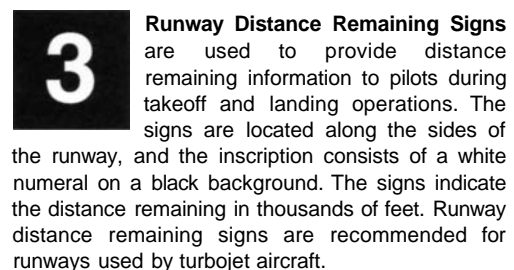 3
Runway Distance Remaining Signs
are used to provide distance
remaining information to pilots during
takeoff and landing operations. The
signs are located along the sides of
the runway, and the inscription consists of a white
numeral on a black background. The signs indicate
the distance remaining in thousands of feet. Runway
distance remaining signs are recommended for
runways used by turbojet aircraft.